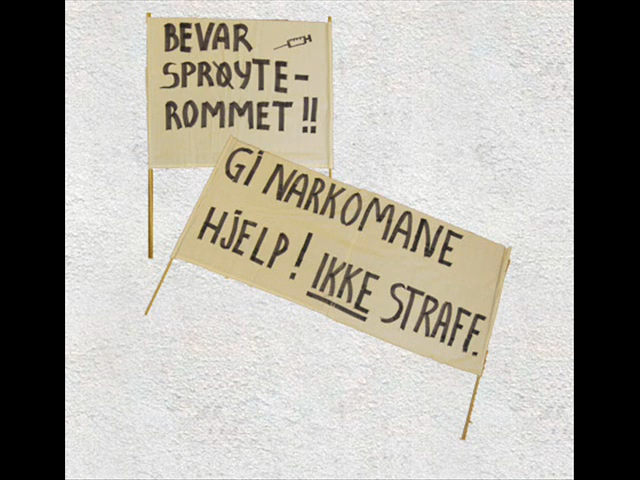 BEVAR
SPRØYTE-
ROMMET!!
GI NARKOMANE
HJELP! IKKE STRAFF.